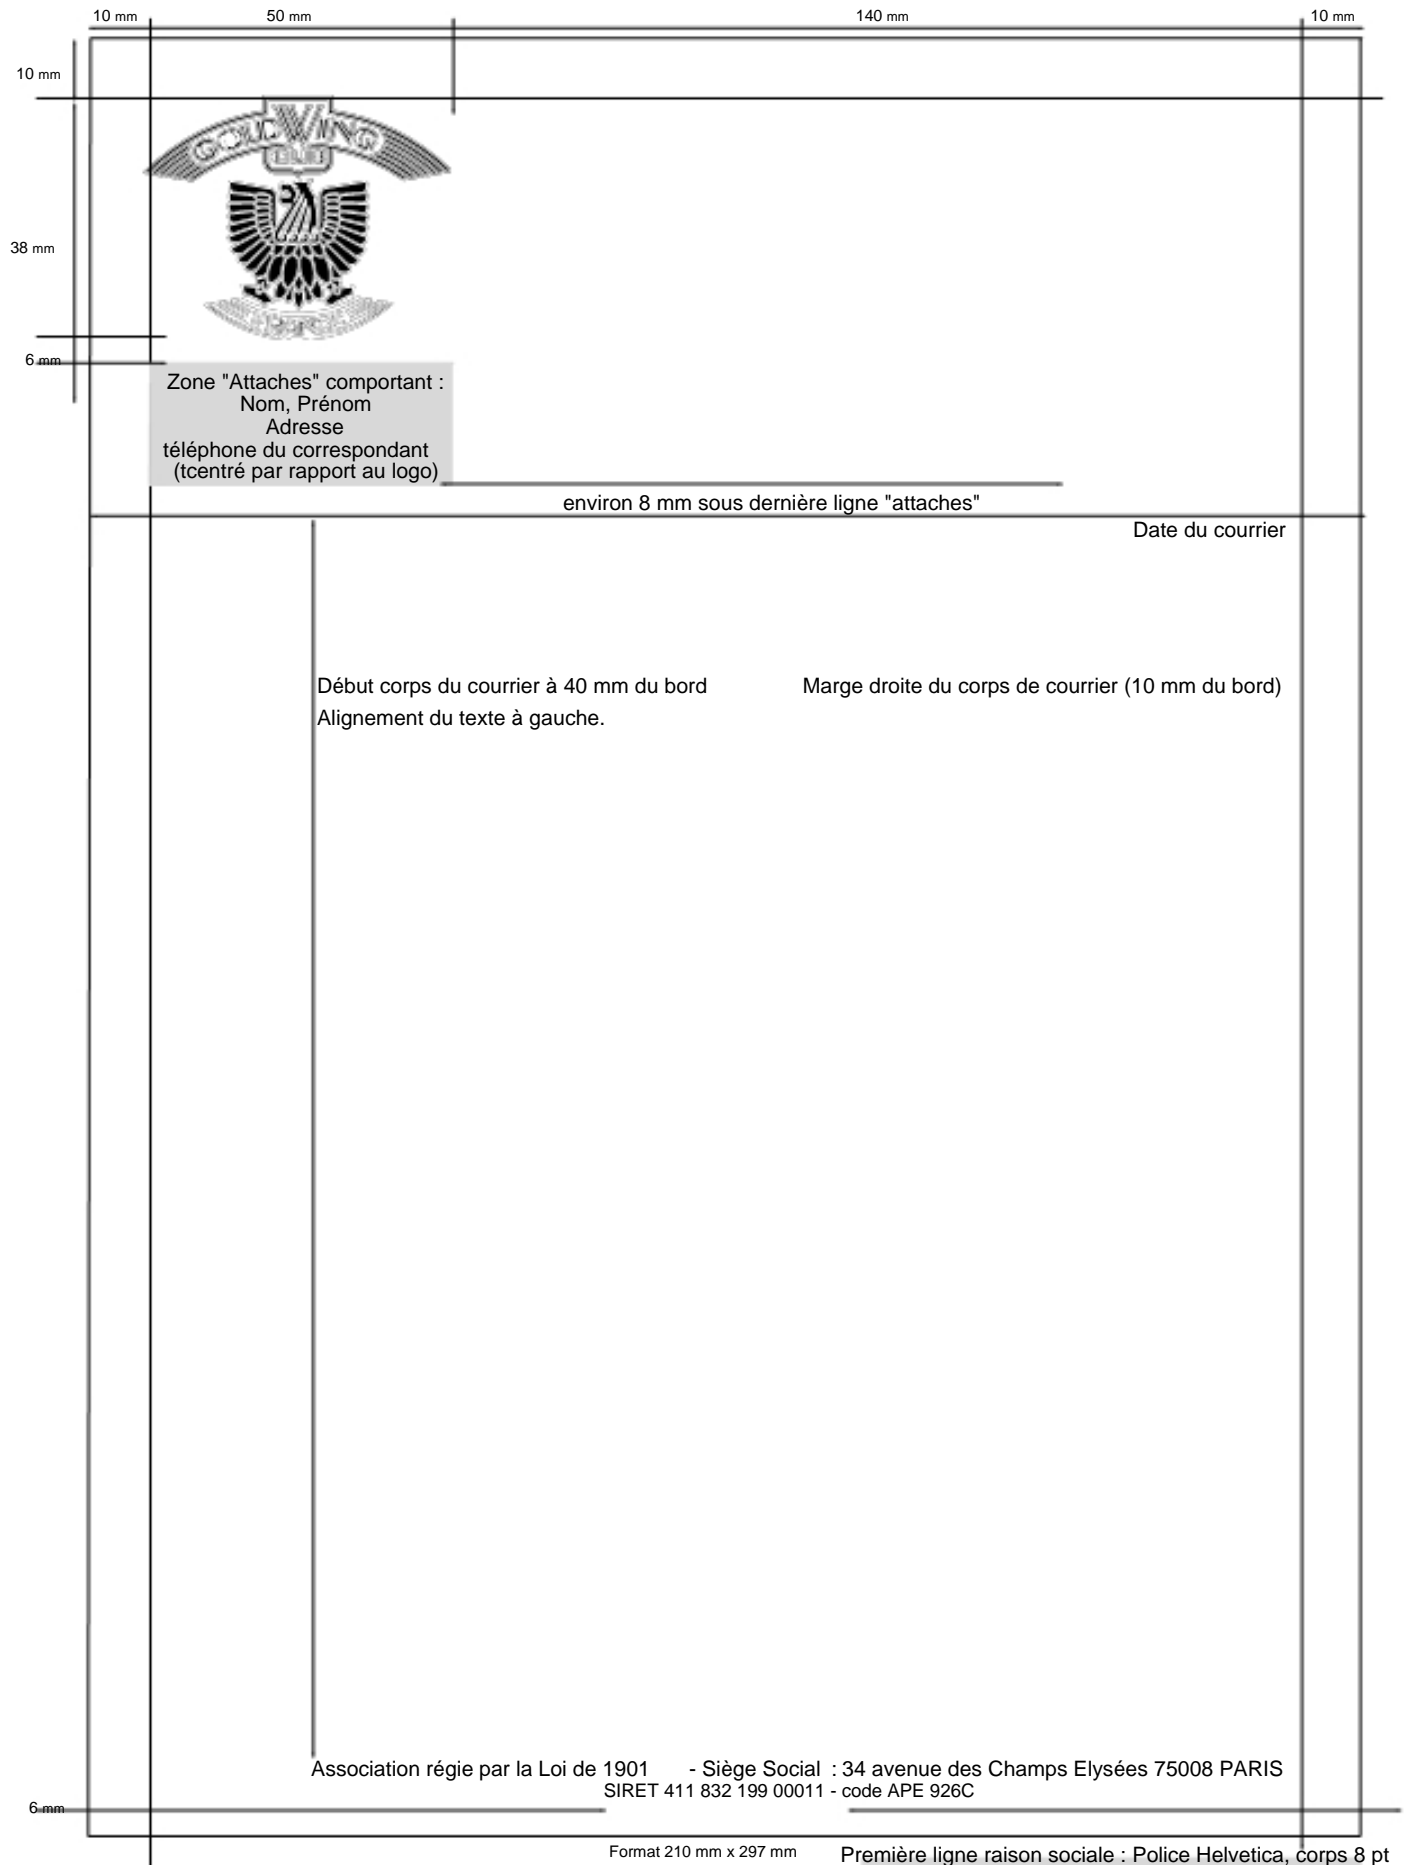 10 mm 50 mm 140 mm 10 mm
10 mm
GOLDWING
CLUB
38 mm
6 mm
Zone "Attaches" comportant :
Nom, Prénom
Adresse
téléphone du correspondant
(tcentré par rapport au logo)
environ 8 mm sous dernière ligne "attaches"
Date du courrier
Début corps du courrier à 40 mm du bord Marge droite du corps de courrier (10 mm du bord)
Alignement du texte à gauche.
Association régie par la Loi de 1901 - Siège Social : 34 avenue des Champs Elysées 75008 PARIS
SIRET 411 832 199 00011 - code APE 926C
6 mm
Format 210 mm x 297 mm Première ligne raison sociale : Police Helvetica, corps 8 pt